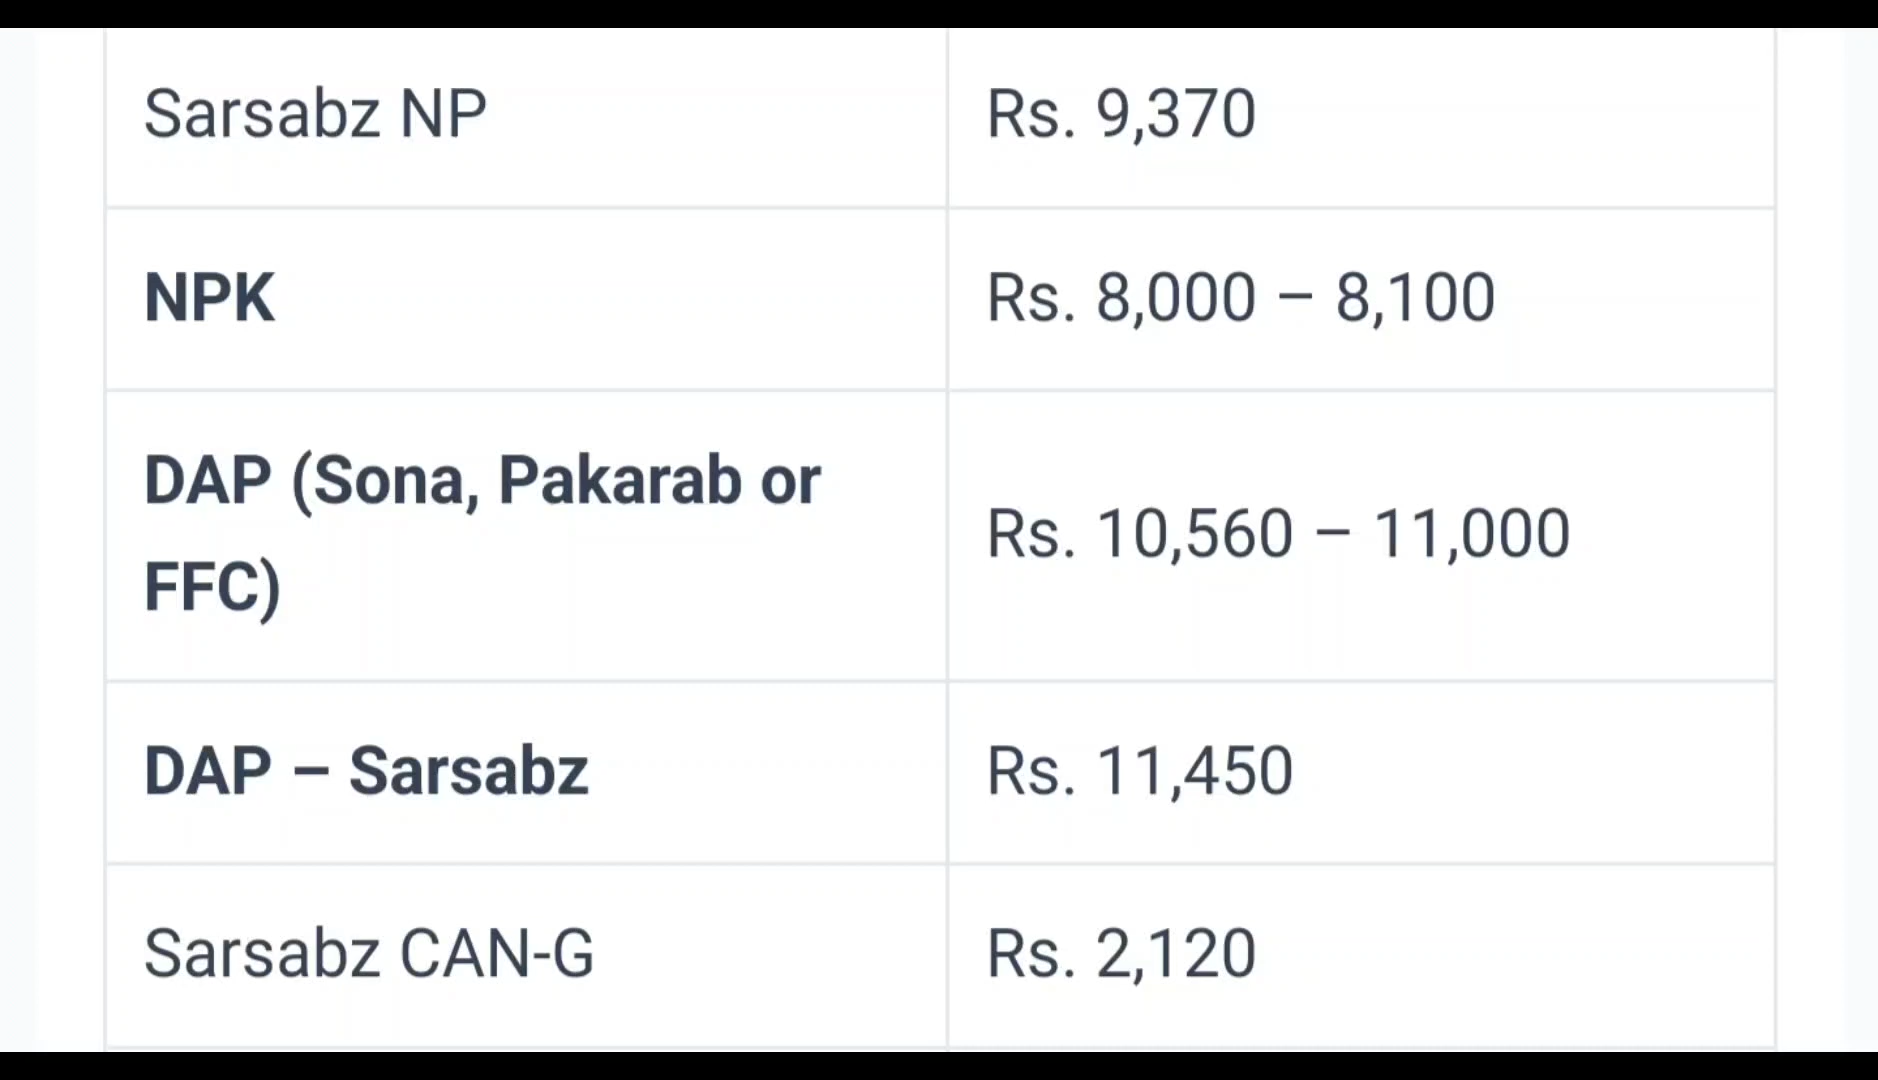 Sarsabz NP Rs. 9,370
NPK Rs. 8,000 – 8,100
DAP (Sona, Pakarab or
FFC)
Rs. 10,560 – 11,000
DAP – Sarsabz Rs. 11,450
Sarsabz CAN-G Rs. 2,120